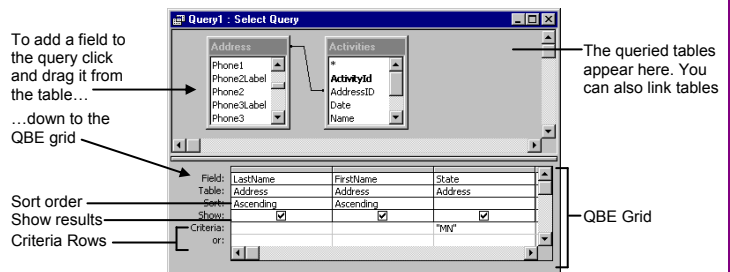 Query1 : Select Query
To add a field to
the query click
and drag it from
the table…
…down to the
QBE grid
Address
Phone1
Phone2Label
Phone2
Phone3Label
Phone3
Activities
*
ActivityId
AddressID
Date
Name
The queried tables
appear here. You
can also link tables
Field: LastName FirstName State
Table: Address Address Address
Sort: Ascending Ascending
Show:
Criteria: "MN"
or:
Sort order
Show results
Criteria Rows
QBE Grid